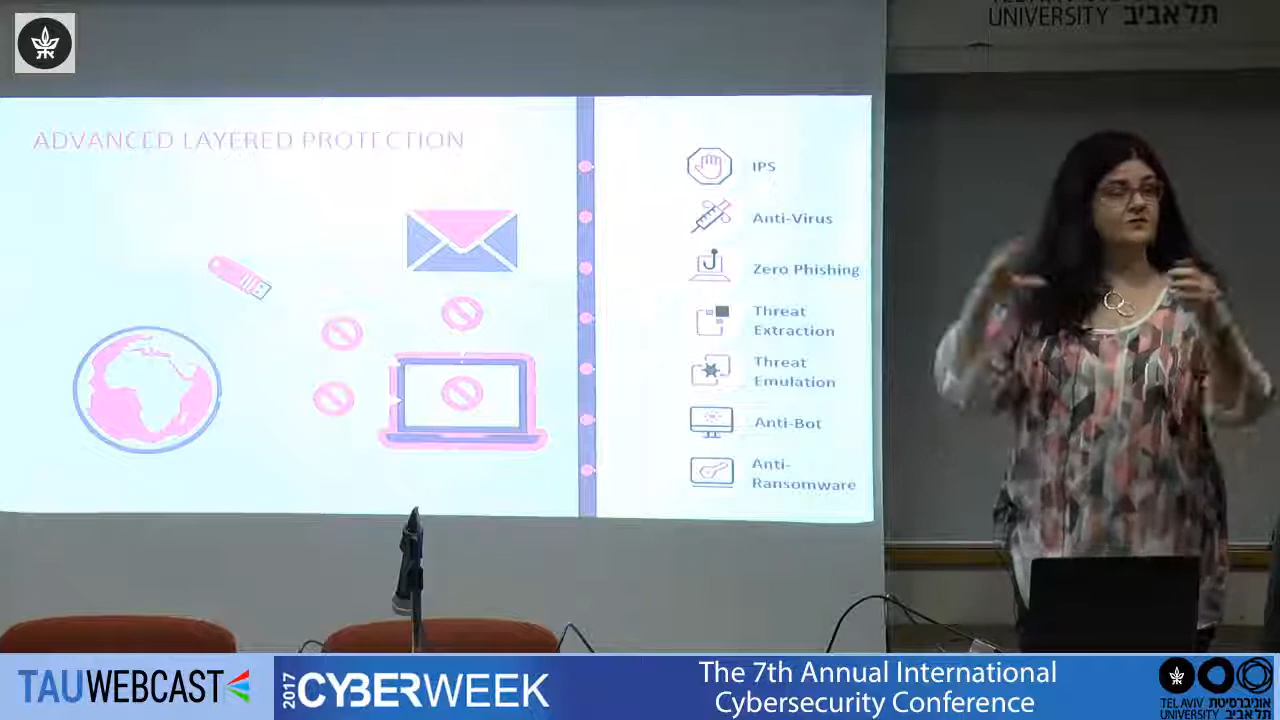 UNIVERSITY תל אביב
ADVANCED LAYERED PROTECTION
IPS
Anti-Virus
Zero Phishing
Threat
Extraction
Threat
Emulation
Anti-Bot
Anti-
Ransomware
TAUWEBCAST
2017 CYBERWEEK
The 7th Annual International
Cybersecurity Conference
TEL AVIV אוניברסיטת
UNIVERSITY תל אביב